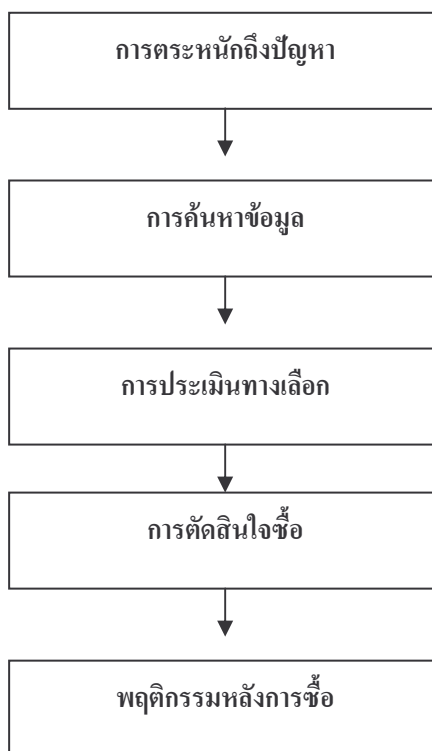 การตระหนักถึงปัญหา
การค้นหาข้อมูล
การประเมินทางเลือก
การตัดสินใจซื้อ
พฤติกรรมหลังการซื้อ